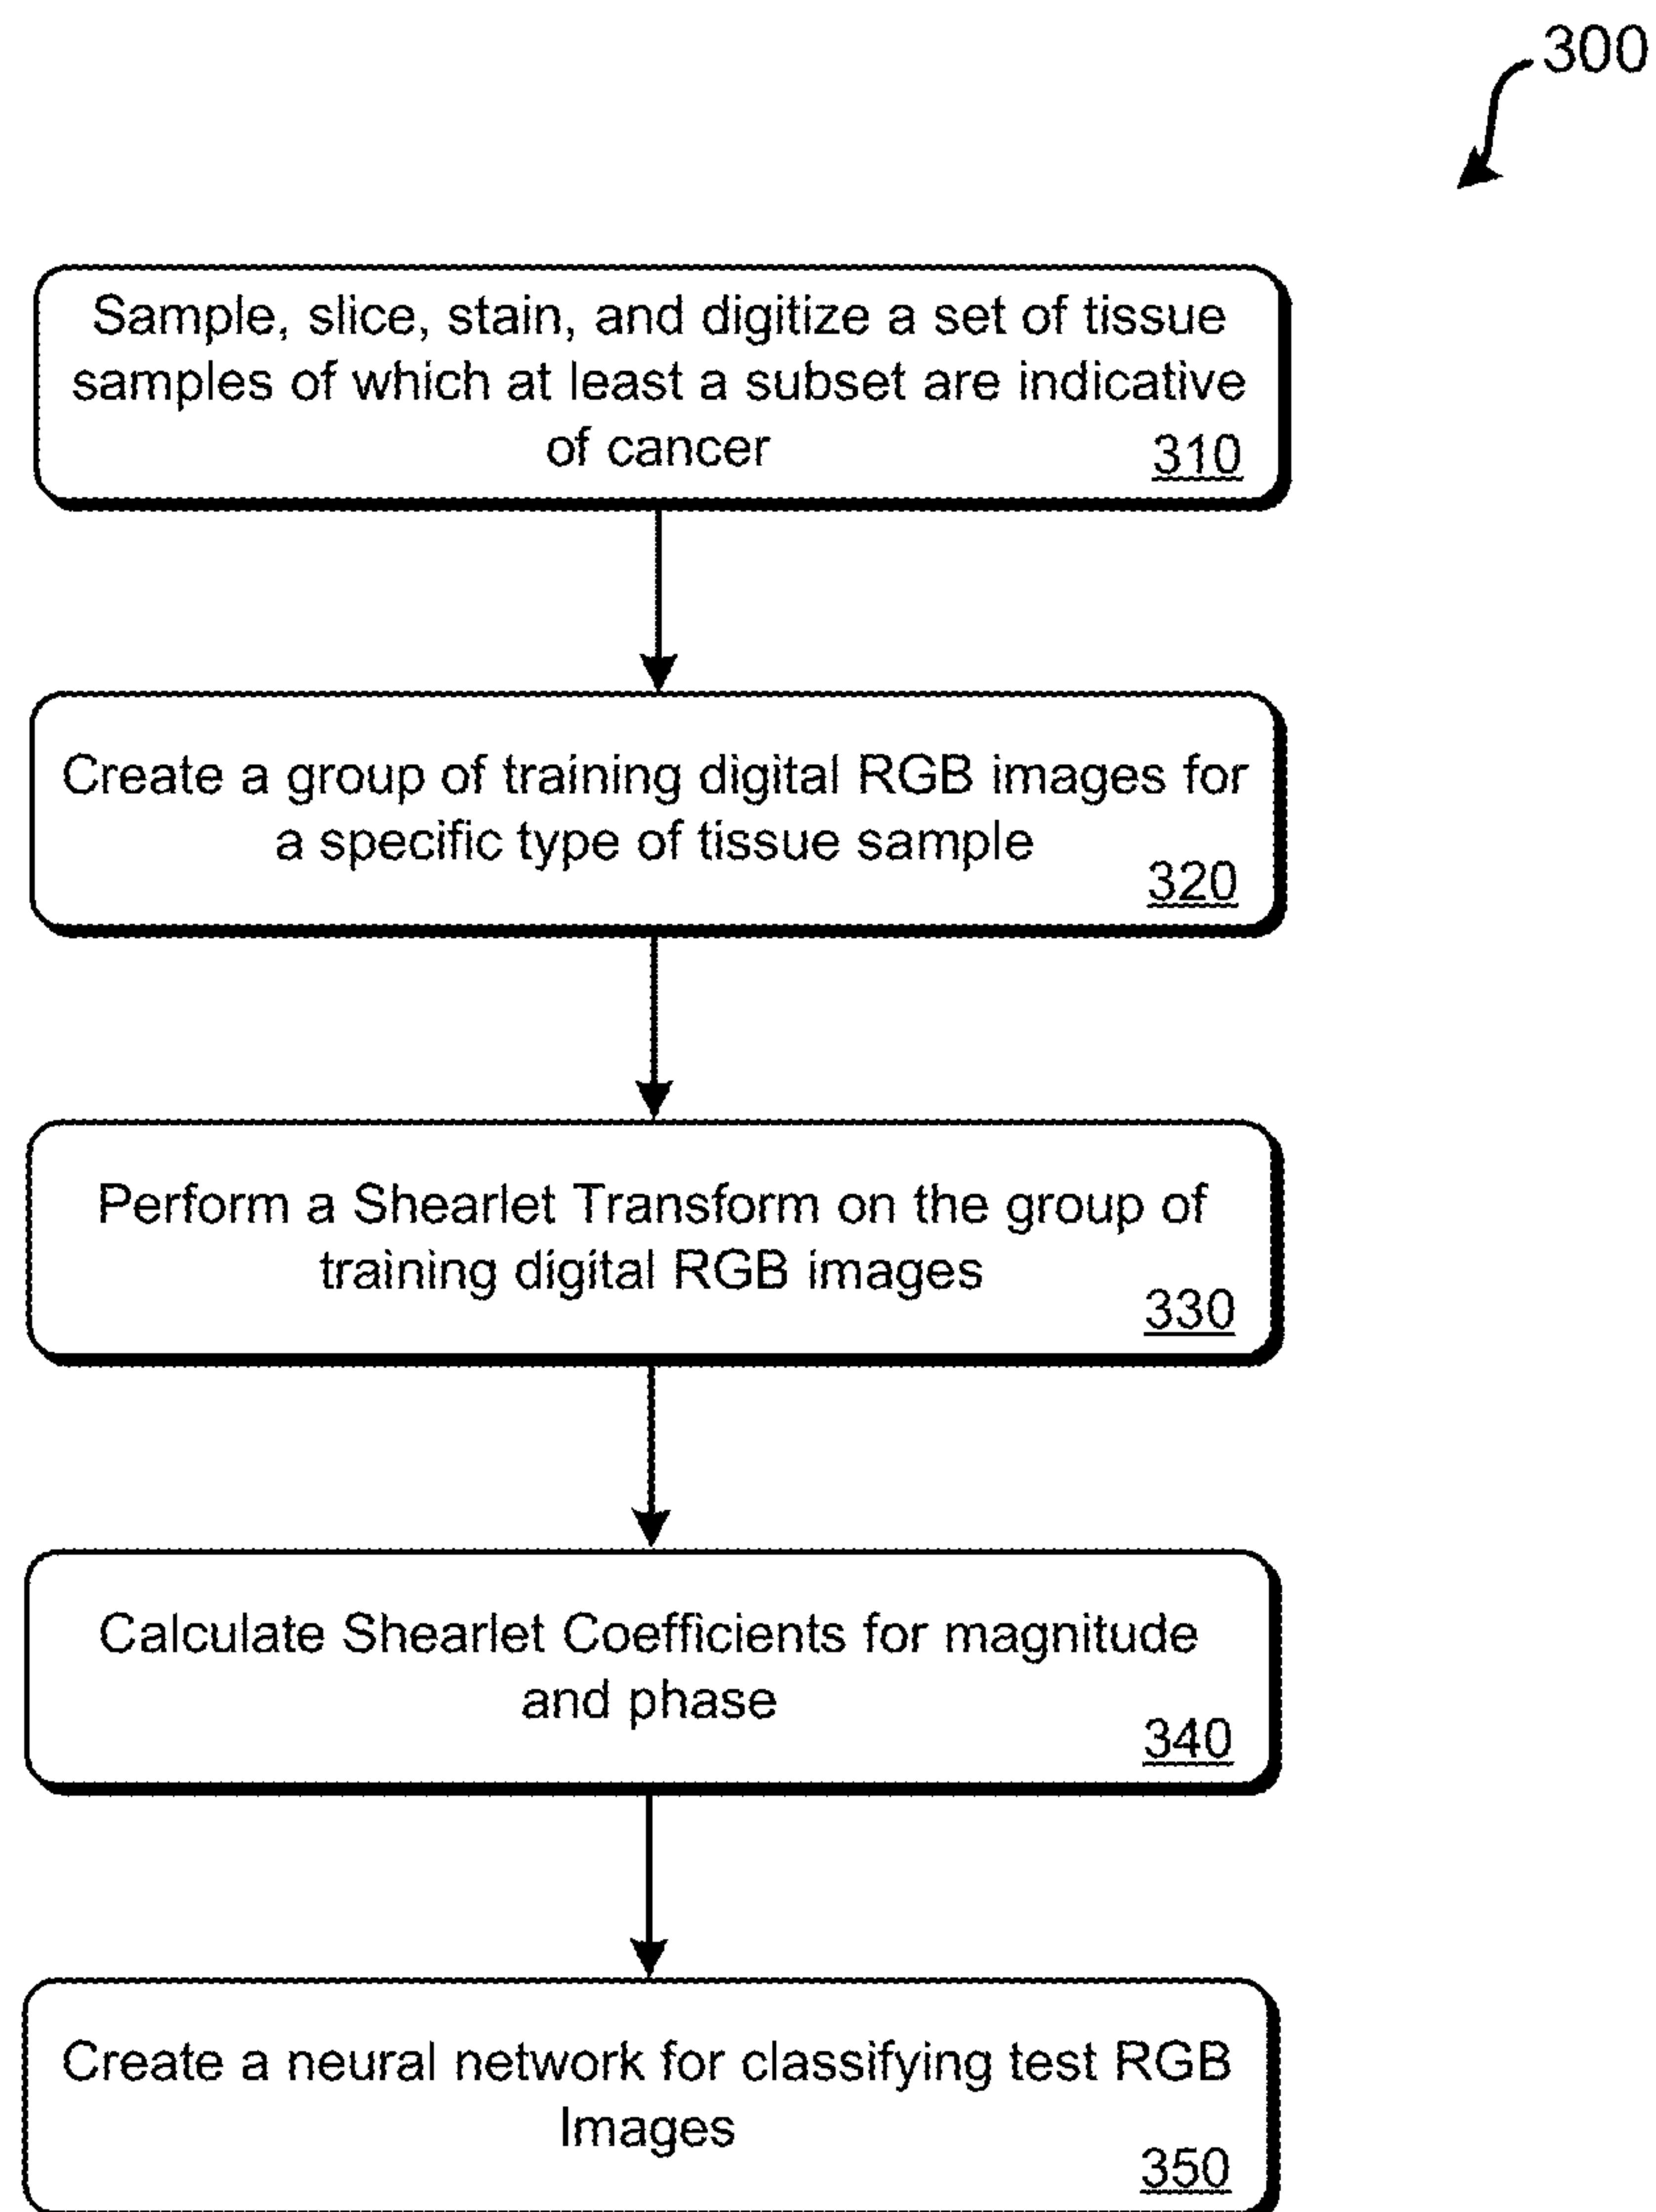 300
Sample, slice, stain, and digitize a set of tissue
samples of which at least a subset are indicative
of cancer
310
Create a group of training digital RGB images for
a specific type of tissue sample
320
Perform a Shearlet Transform on the group of
training digital RGB images
330
Calculate Shearlet Coefficients for magnitude
and phase
340
Create a neural network for classifying test RGB
Images
350